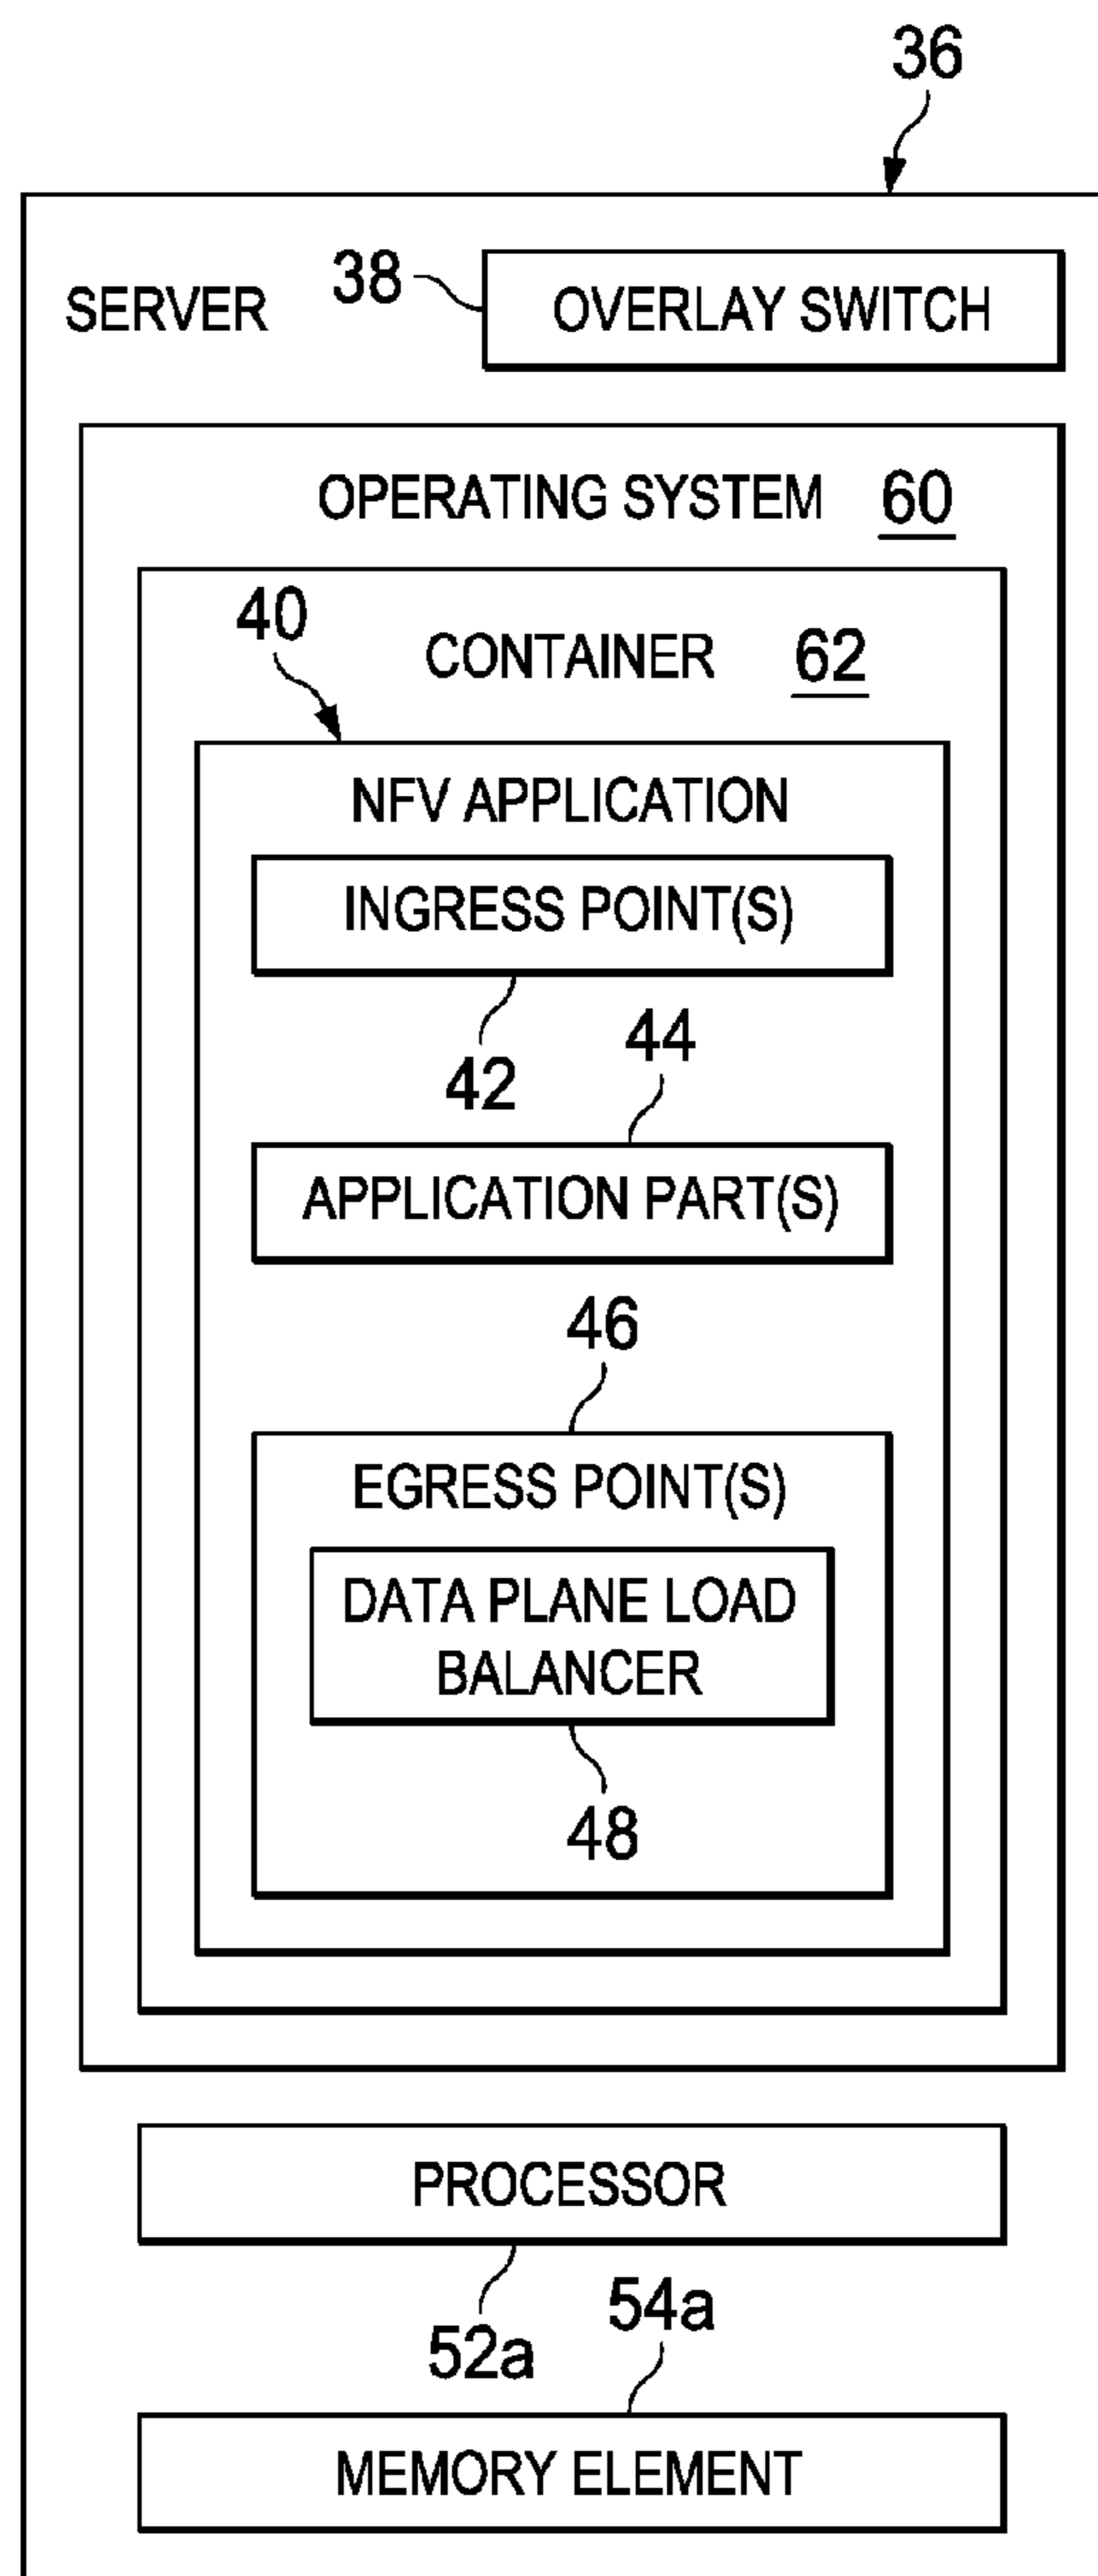 36
SERVER
38
OVERLAY SWITCH
OPERATING SYSTEM 60
40
CONTAINER 62
NFV APPLICATION
INGRESS POINT(S)
42
44
APPLICATION PART(S)
46
EGRESS POINT(S)
DATA PLANE LOAD
BALANCER
48
PROCESSOR
52a
54a
MEMORY ELEMENT